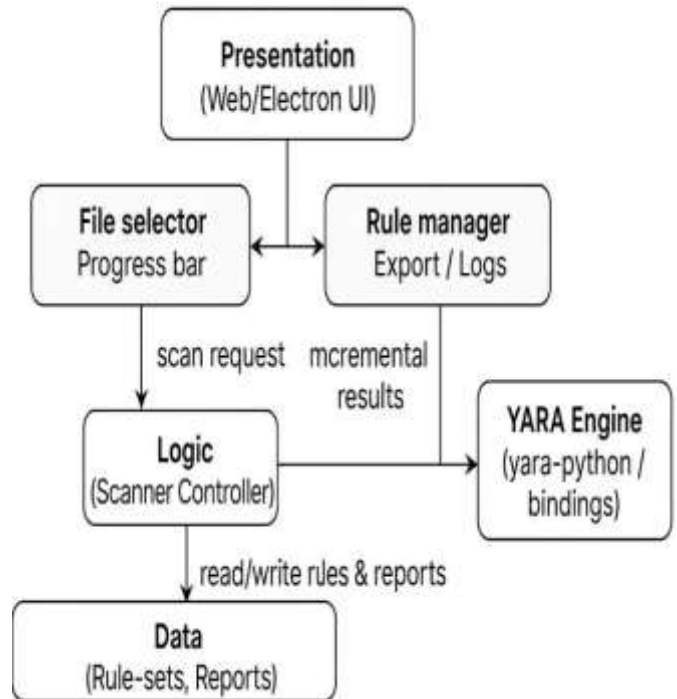 Presentation
(Web/Electron UI)
File selector
Progress bar
Rule manager
Export / Logs
scan request
mcremental
results
YARA Engine
(yara-python /
bindings)
Logic
(Scanner Controller)
read/write rules & reports
Data
(Rule-sets, Reports)